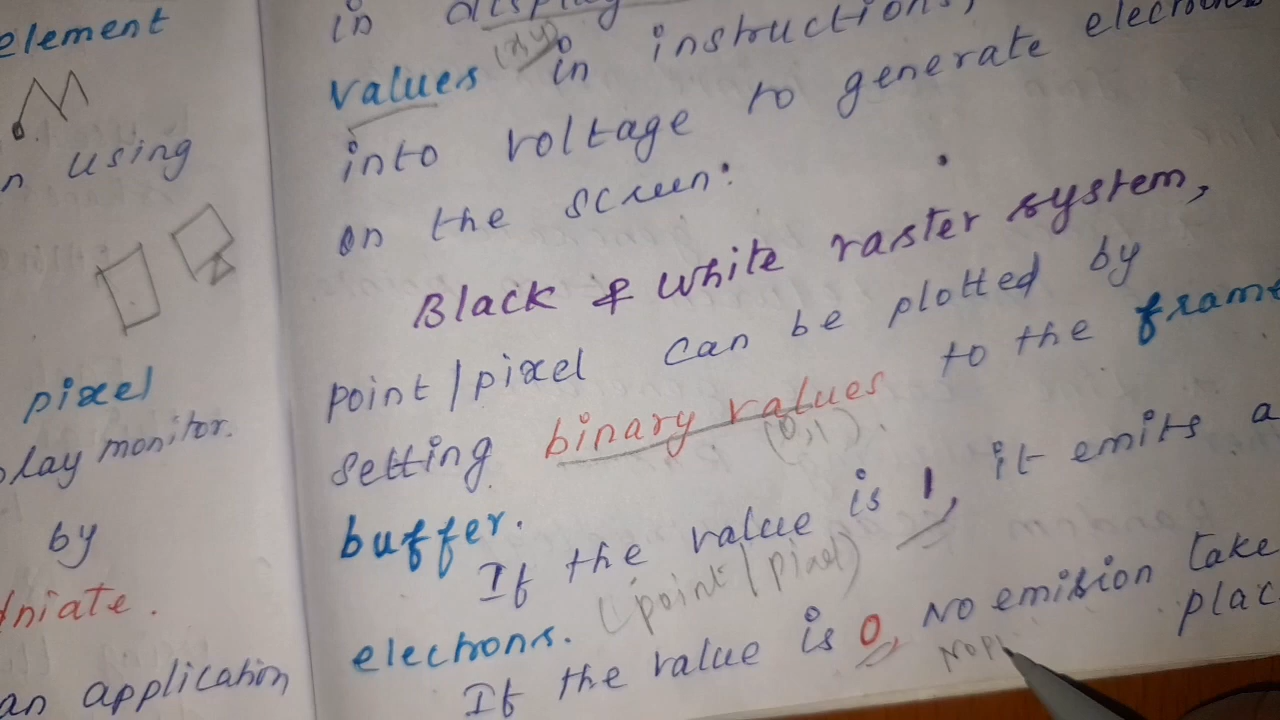 element
n using
pixel
lay monitor.
by
niate.
an application
in display
(x,y)
values in instructions,
into voltage to generate electrons
on the screen.
Black & White raster system,
point/pixel can be plotted by
setting binary values to the frame
(0,1).
buffer.
If the value is 1, it emits a
(point/pixel)
electrons.
If the value is 0, No emission take
place